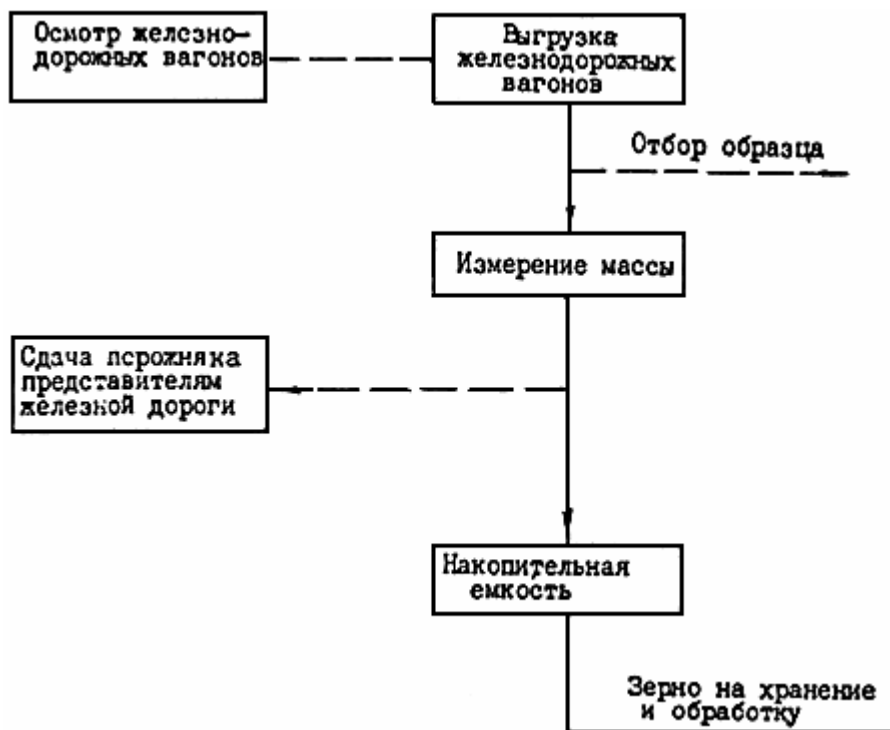 Осмотр железно-
дорожных вагонов
Выгрузка
железнодорожных
вагонов
Отбор образца
Измерение массы
Сдача порожняка
представителям
железной дороги
Накопительная
емкость
Зерно на хранение
и обработку